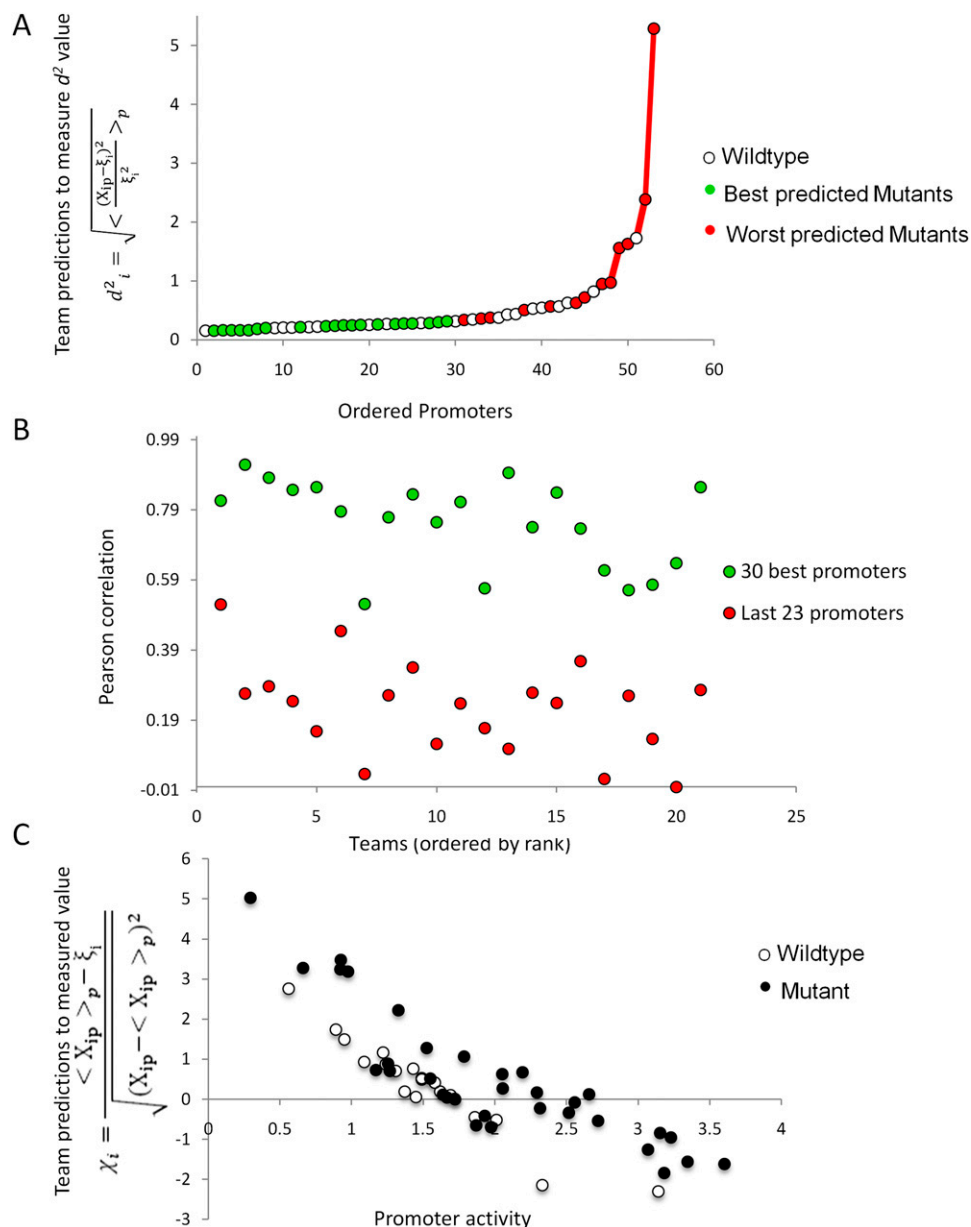 A
Team predictions to measure d² value
d²ᵢ = √< (Xᵢₚ−ξᵢ)² / ξᵢ² >ₚ
5
4
3
2
1
0
0 10 20 30 40 50 60
Ordered Promoters
Wildtype
Best predicted Mutants
Worst predicted Mutants
B
Pearson correlation
0.99
0.79
0.59
0.39
0.19
-0.01
0 5 10 15 20 25
Teams (ordered by rank)
30 best promoters
Last 23 promoters
C
Team predictions to measured value
χᵢ = < Xᵢₚ >ₚ − ξᵢ / √(Xᵢₚ − < Xᵢₚ >ₚ)²
6
5
4
3
2
1
0
-1
-2
-3
0 0.5 1 1.5 2 2.5 3 3.5 4
Promoter activity
Wildtype
Mutant